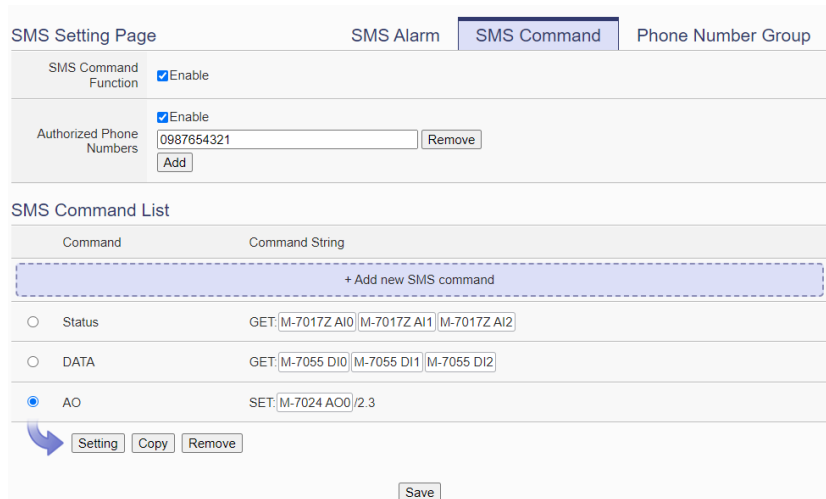 SMS Setting Page SMS Alarm SMS Command Phone Number Group
SMS Command Function Enable
Authorized Phone Numbers Enable
0987654321 Remove
Add
SMS Command List
Command Command String
+ Add new SMS command
Status GET: M-7017Z AI0 M-7017Z AI1 M-7017Z AI2
DATA GET: M-7055 DI0 M-7055 DI1 M-7055 DI2
AO SET: M-7024 AO0 /2.3
Setting Copy Remove
Save